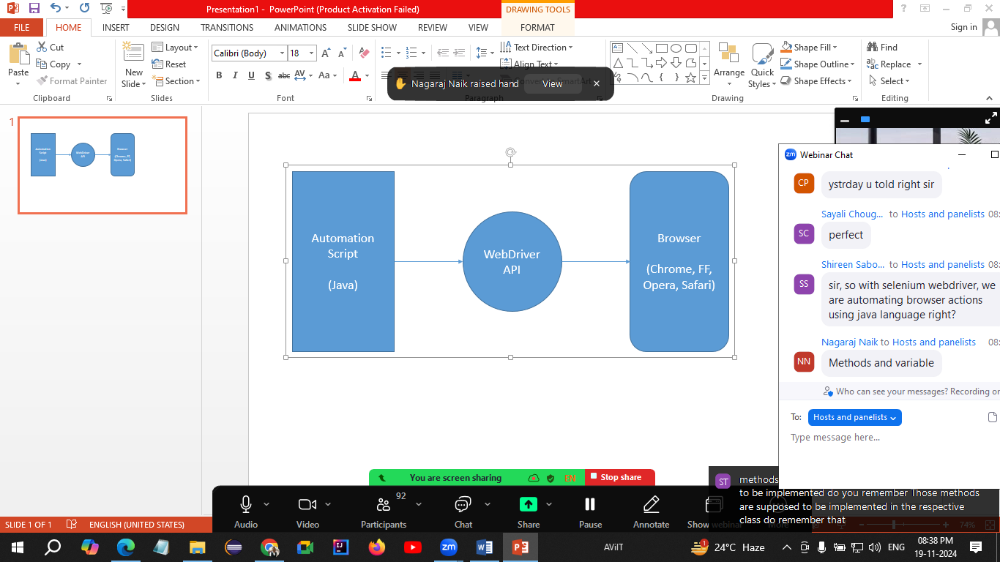 Presentation1 - PowerPoint (Product Activation Failed)
DRAWING TOOLS
?
FILE
HOME
INSERT
DESIGN
TRANSITIONS
ANIMATIONS
SLIDE SHOW
REVIEW
VIEW
FORMAT
Sign in
Paste
Cut
Copy
Format Painter
Clipboard
New
Slide
Layout
Reset
Section
Slides
Calibri (Body)
18
B I U S abc AV Aa A
Font
Text Direction
Align Text
Paragraph
Arrange
Quick
Styles
Shape Fill
Shape Outline
Shape Effects
Drawing
Find
Replace
Select
Editing
Nagaraj Naik raised hand
View
1
Automation
Script
(Java)
WebDriver
API
Browser
(Chrome, FF,
Opera, Safari)
Automation
Script
(Java)
WebDriver
API
Browser
(Chrome, FF,
Opera, Safari)
zm Webinar Chat
CP
ystrday u told right sir
Sayali Choug... to Hosts and panelists 08:
SC
perfect
Shireen Sabo... to Hosts and panelists 08:
SS
sir, so with selenium webdriver, we
are automating browser actions
using java language right?
Nagaraj Naik to Hosts and panelists 08:
NN
Methods and variable
Who can see your messages? Recording on
To: Hosts and panelists
Type message here...
You are screen sharing
EN
Stop share
ST
methods
to be implemented do you remember Those methods
are supposed to be implemented in the respective
class do remember that
92
Audio
Video
Participants
Chat
Share
Pause
Annotate
Show webinar
More
SLIDE 1 OF 1
ENGLISH (UNITED STATES)
74%
zm
AViIT
1
24°C Haze
ENG
08:38 PM
19-11-2024